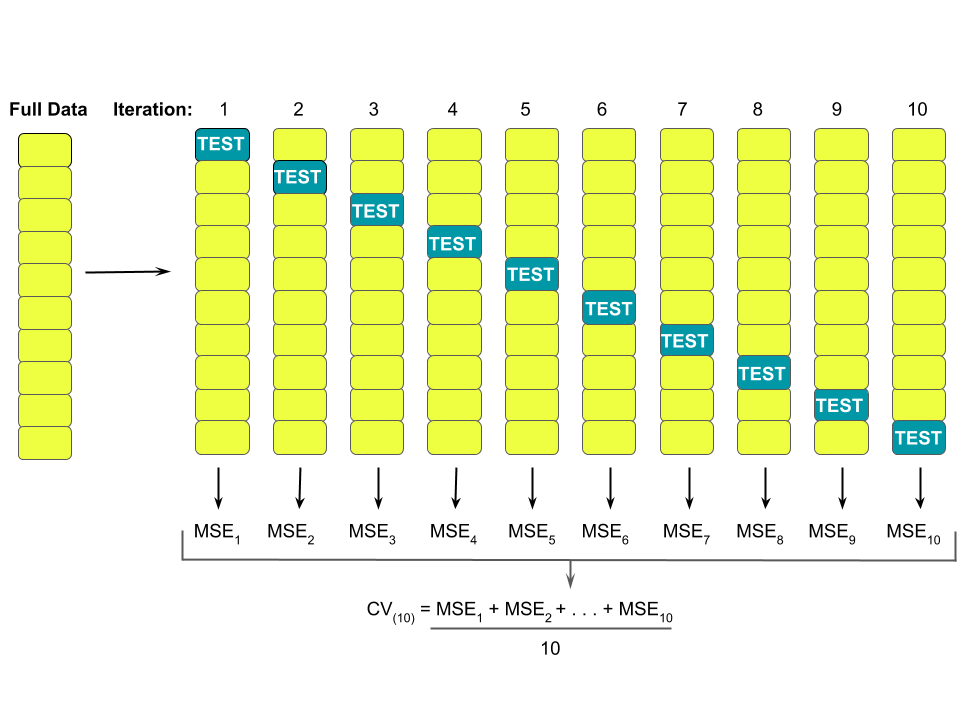 Full Data Iteration: 1 2 3 4 5 6 7 8 9 10
TEST
TEST
TEST
TEST
TEST
TEST
TEST
TEST
TEST
TEST
MSE1 MSE2 MSE3 MSE4 MSE5 MSE6 MSE7 MSE8 MSE9 MSE10
CV(10) = MSE1 + MSE2 + . . . + MSE10
10